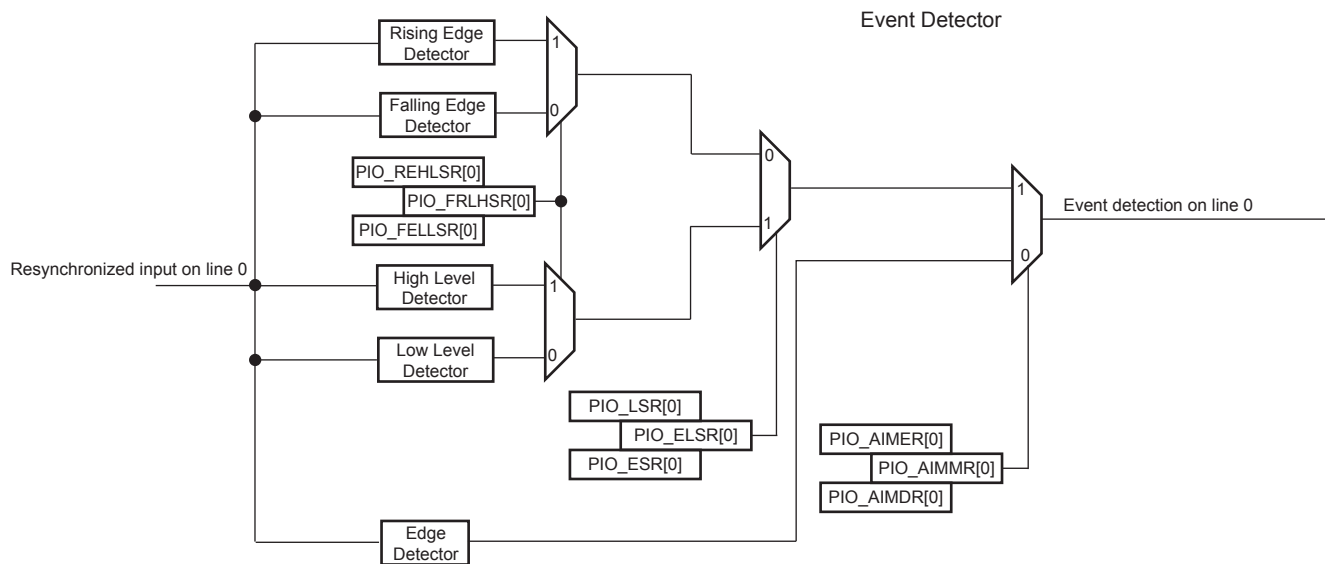 Event Detector
Rising Edge
Detector
1
Falling Edge
Detector
0
0
PIO_REHLSR[0]
PIO_FRLHSR[0]
PIO_FELLSR[0]
1
1
Event detection on line 0
0
Resynchronized input on line 0
High Level
Detector
1
Low Level
Detector
0
PIO_LSR[0]
PIO_ELSR[0]
PIO_ESR[0]
PIO_AIMER[0]
PIO_AIMMR[0]
PIO_AIMDR[0]
Edge
Detector